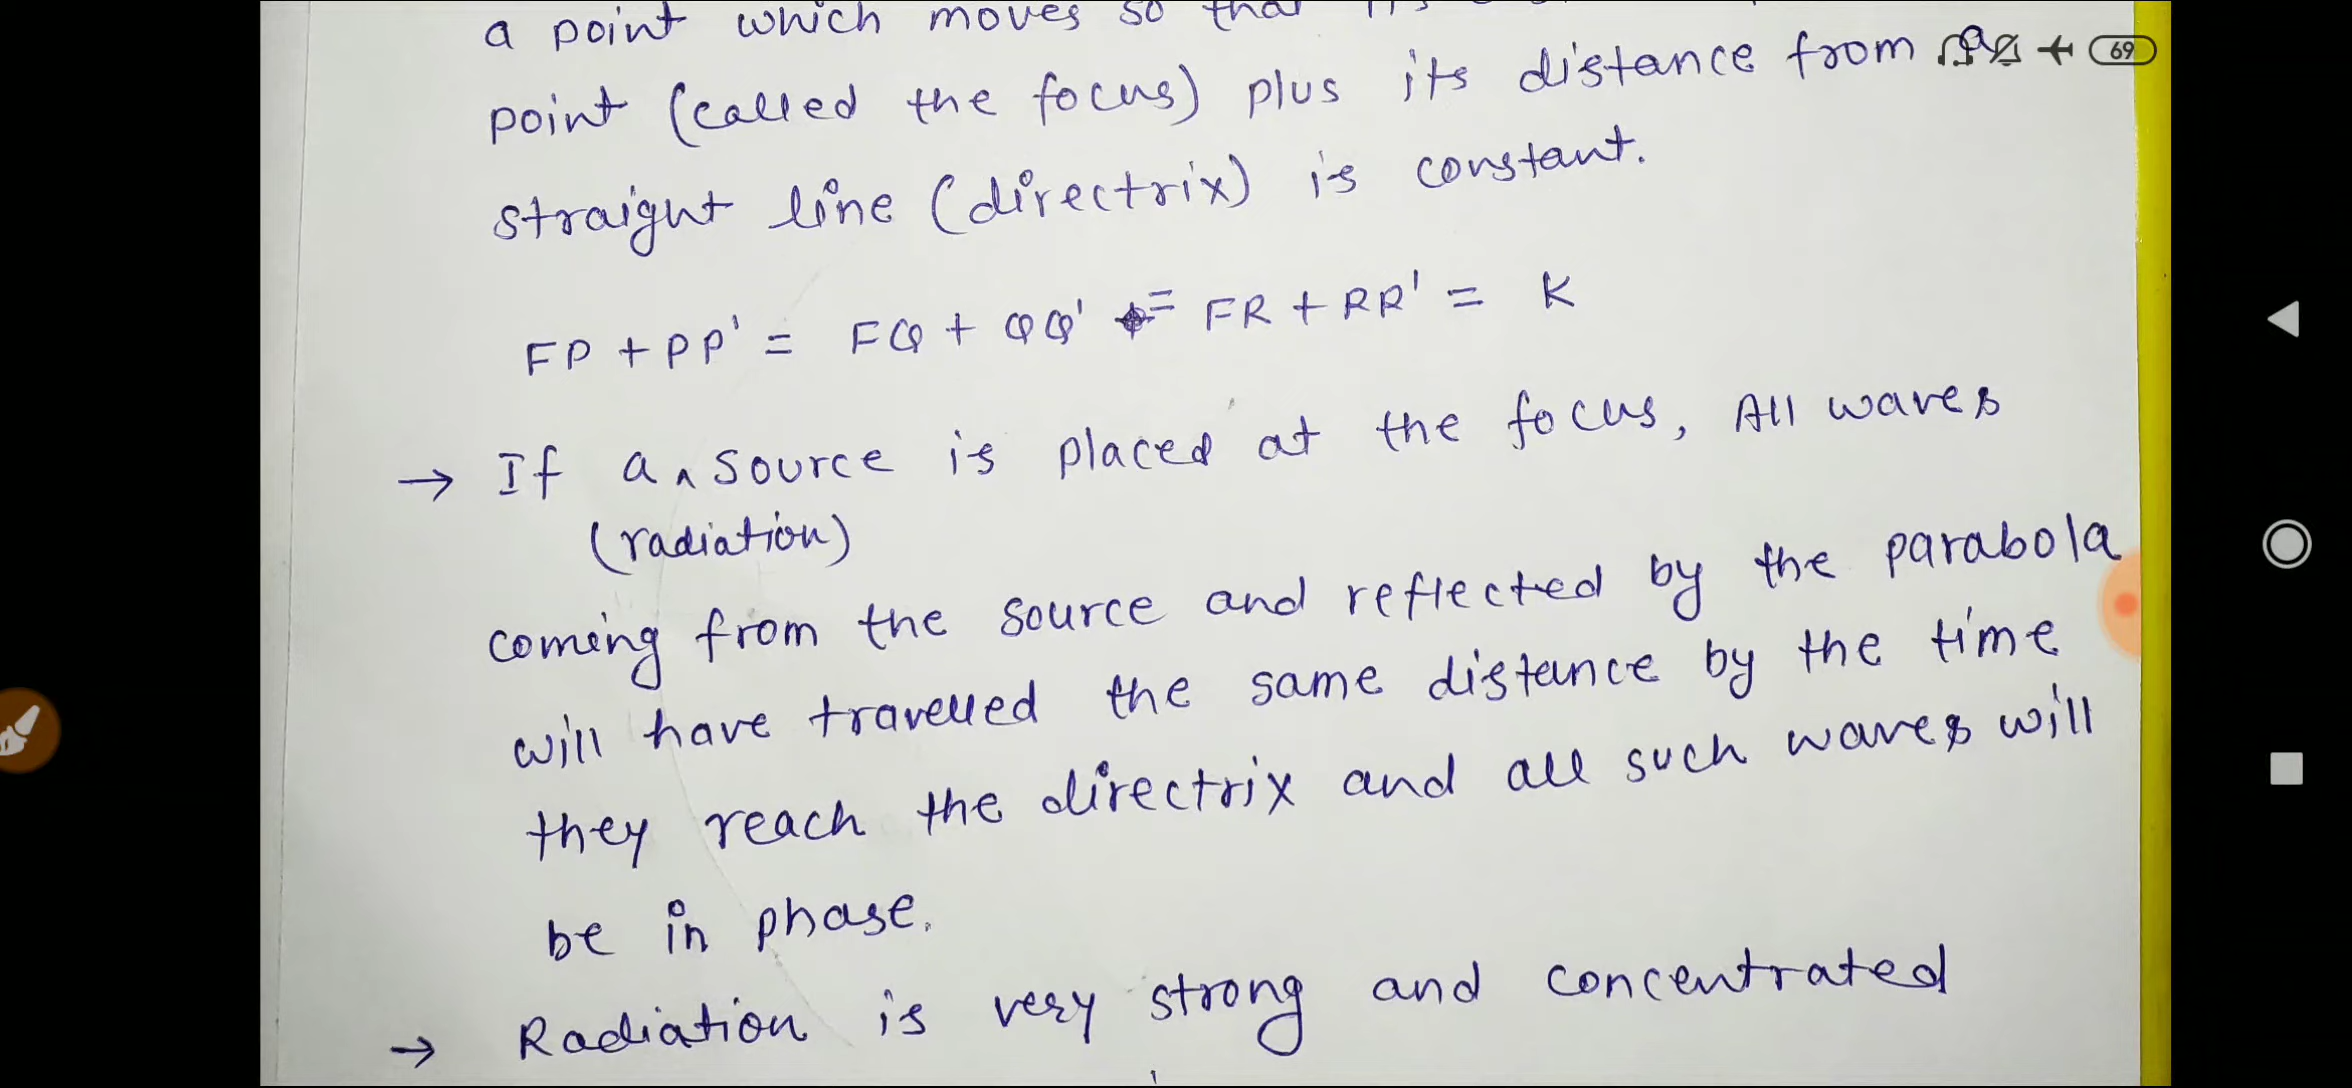 a point which moves so that its
point (called the focus) plus its distance from a
69
straight line (directrix) is constant.
FP + PP' = FQ + QQ' = FR + RR' = K
→ If a ‸ source is placed at the focus, All waves
(radiation)
coming from the source and reflected by the parabola
will have travelled the same distance by the time
they reach the directrix and all such waves will
be in phase.
→ Radiation is very strong and concentrated